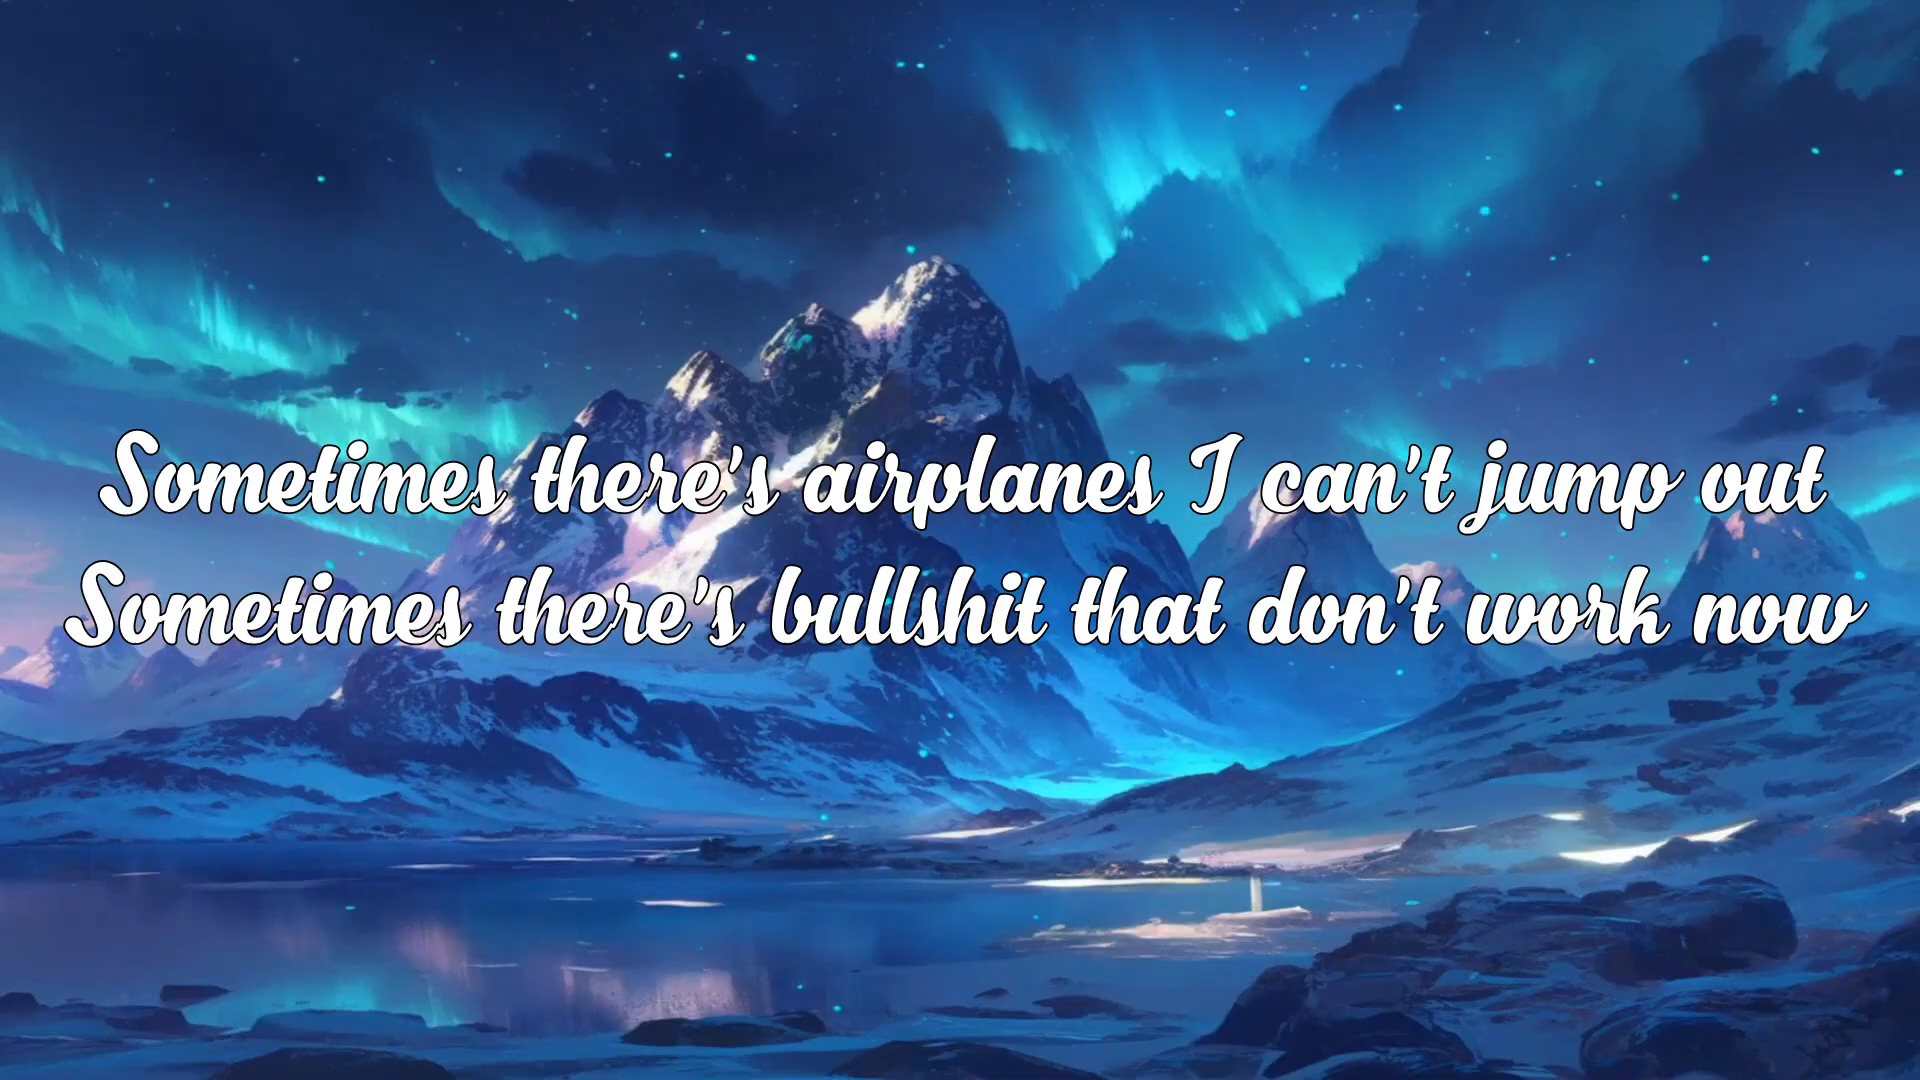 Sometimes there's airplanes I can't jump out
Sometimes there's bullshit that don't work now